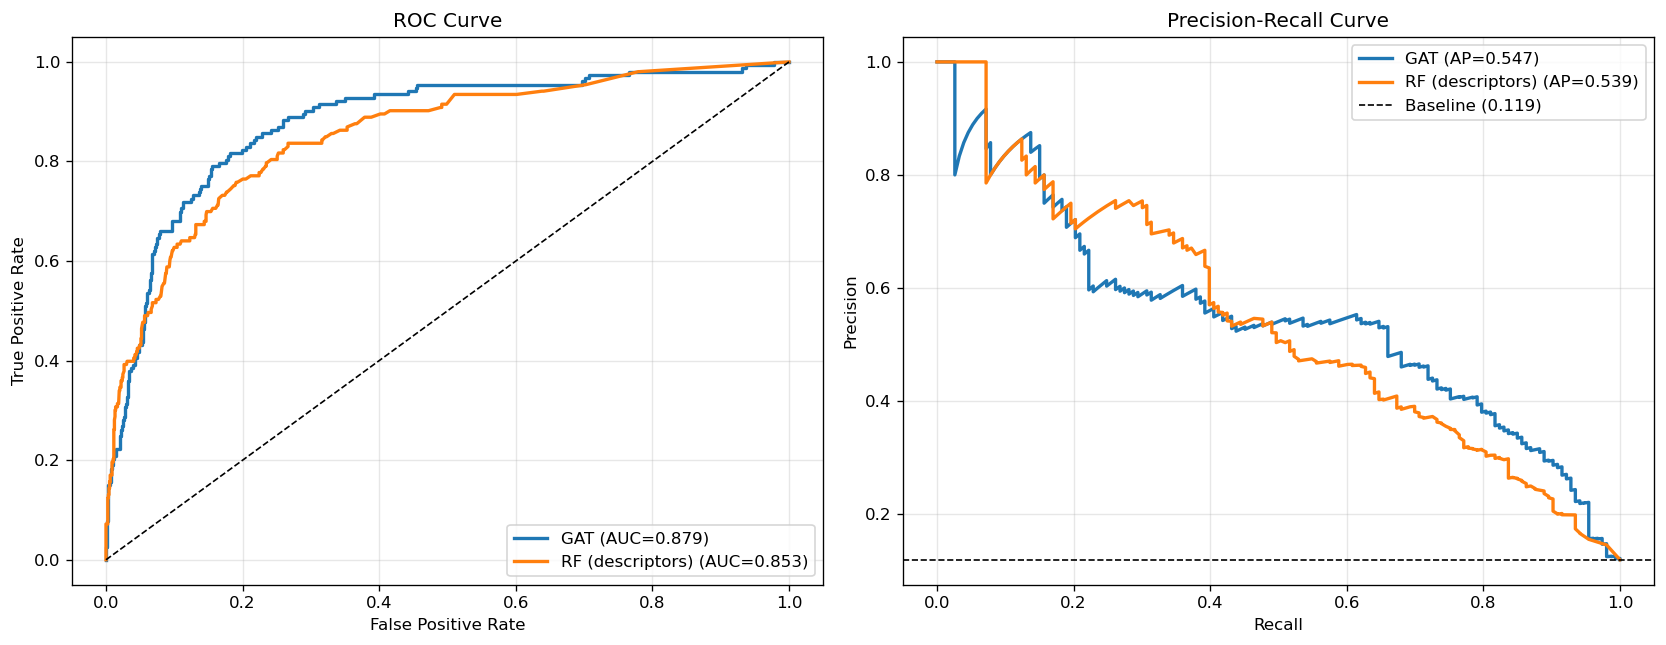 ROC Curve
True Positive Rate
1.0
0.8
0.6
0.4
0.2
0.0
GAT (AUC=0.879)
RF (descriptors) (AUC=0.853)
0.0 0.2 0.4 0.6 0.8 1.0
False Positive Rate
Precision-Recall Curve
Precision
1.0
0.8
0.6
0.4
0.2
GAT (AP=0.547)
RF (descriptors) (AP=0.539)
Baseline (0.119)
0.0 0.2 0.4 0.6 0.8 1.0
Recall